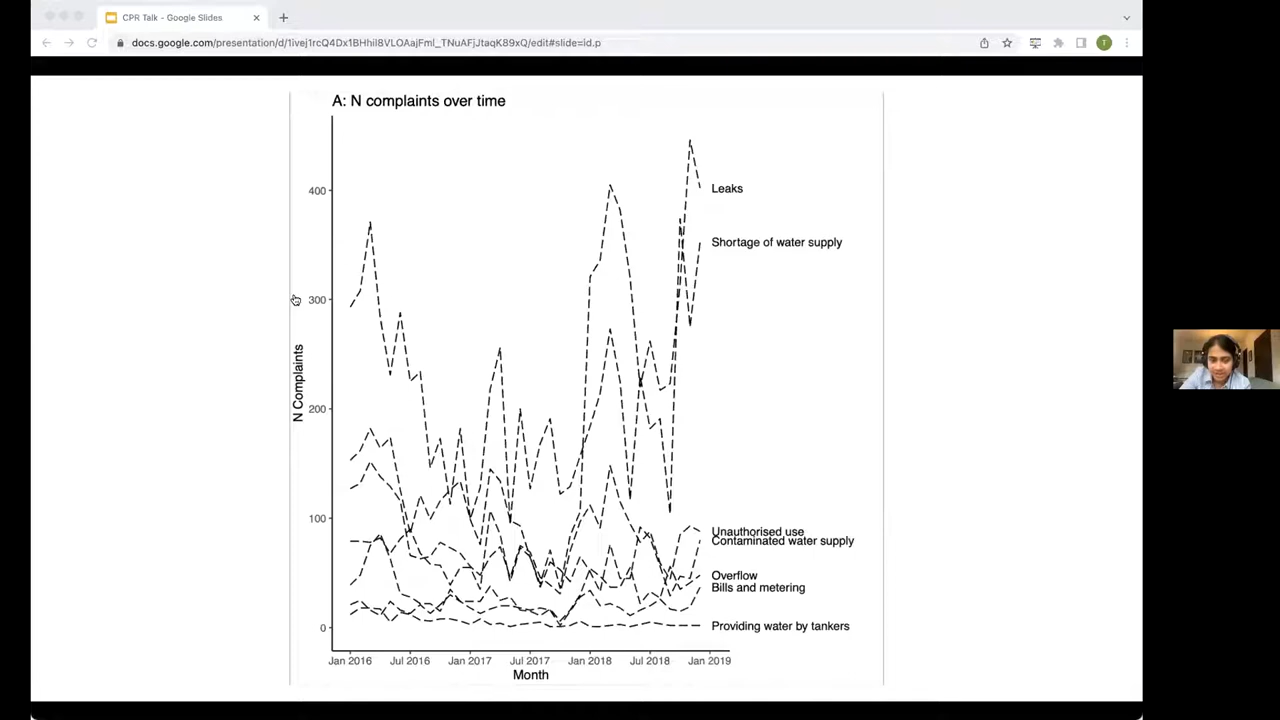 CPR Talk - Google Slides
docs.google.com/presentation/d/1ivej1rcQ4Dx1BHhil8VLOAajFml_TNuAFjJtaqK89xQ/edit#slide=id.p
T
A: N complaints over time
400
300
200
100
0
N Complaints
Leaks
Shortage of water supply
Unauthorised use
Contaminated water supply
Overflow
Bills and metering
Providing water by tankers
Jan 2016 Jul 2016 Jan 2017 Jul 2017 Jan 2018 Jul 2018 Jan 2019
Month